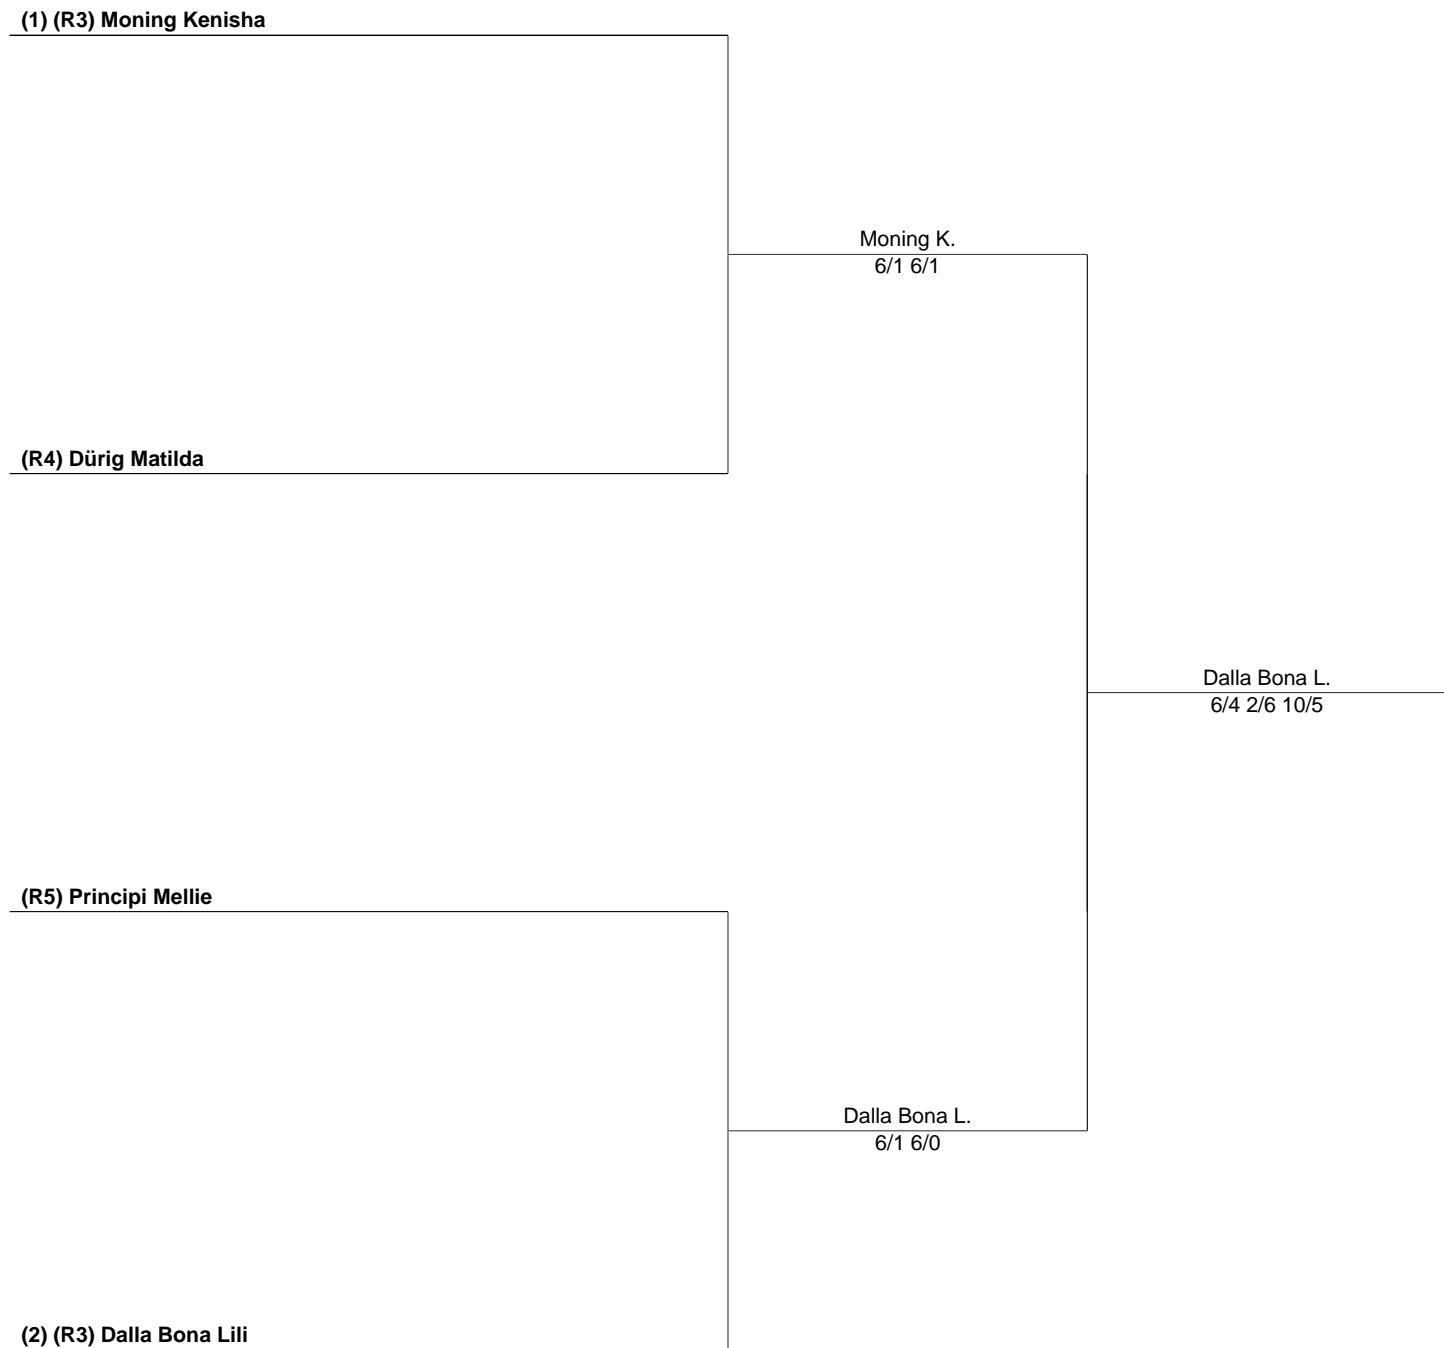 (1) (R3) Moning Kenisha
Moning K.
6/1 6/1
(R4) Dürig Matilda
Dalla Bona L.
6/4 2/6 10/5
(R5) Principi Mellie
Dalla Bona L.
6/1 6/0
(2) (R3) Dalla Bona Lili